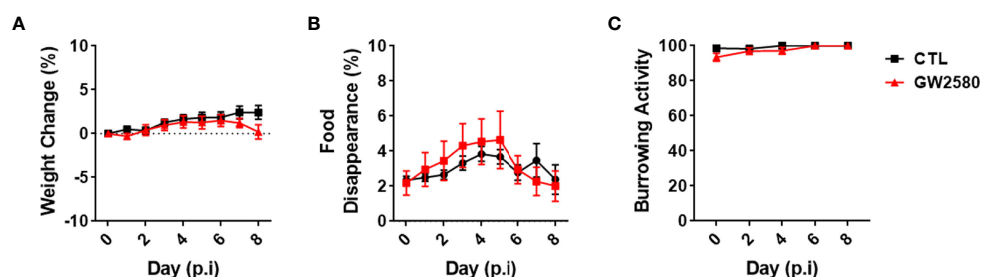 A
Weight Change (%)
10
5
0
-5
-10
0 2 4 6 8
Day (p.i)
B
Food
Disappearance (%)
10
8
6
4
2
0
0 2 4 6 8
Day (p.i)
C
Burrowing Activity
100
80
60
40
20
0
0 2 4 6 8
Day (p.i)
CTL
GW2580